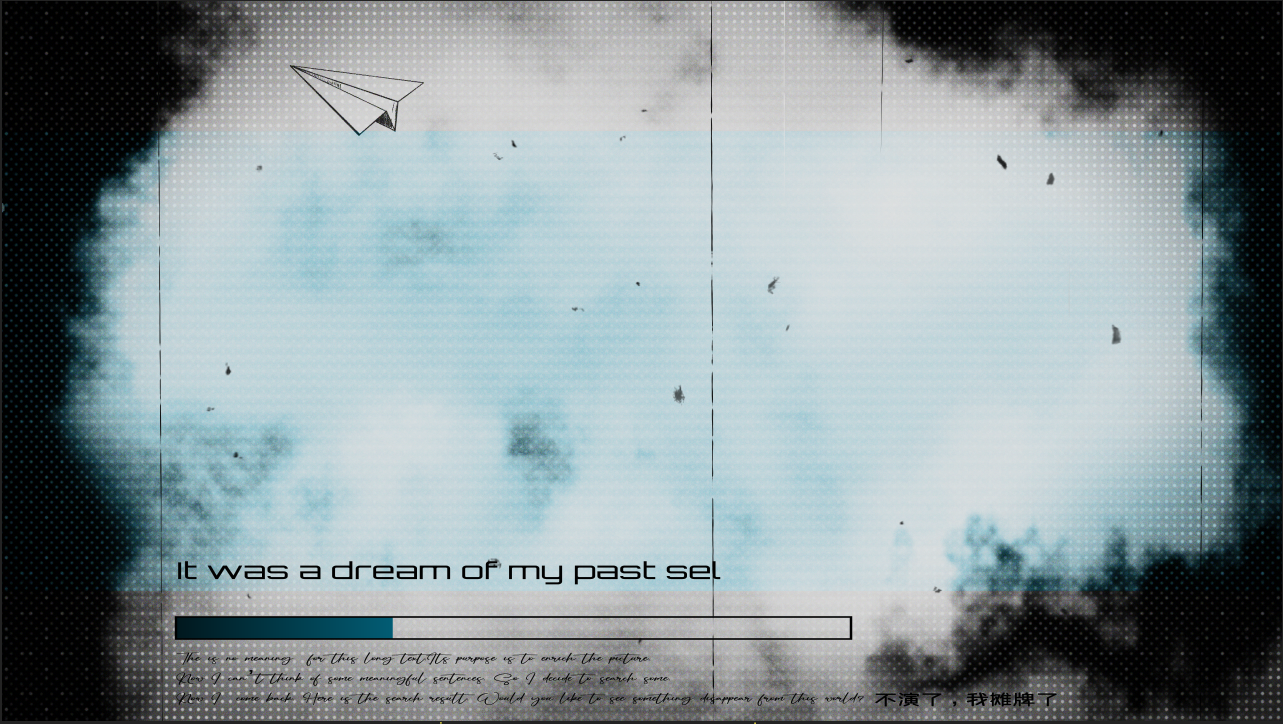 It was a dream of my past sel
The is no meaning for this long text.Its purpose is to enrich the picture.
Now I can't think of some meaningful sentences. So I decide to search some.
Now I come back. Here is the search result. Would you like to see something disappear from this world? 不演了，我摊牌了